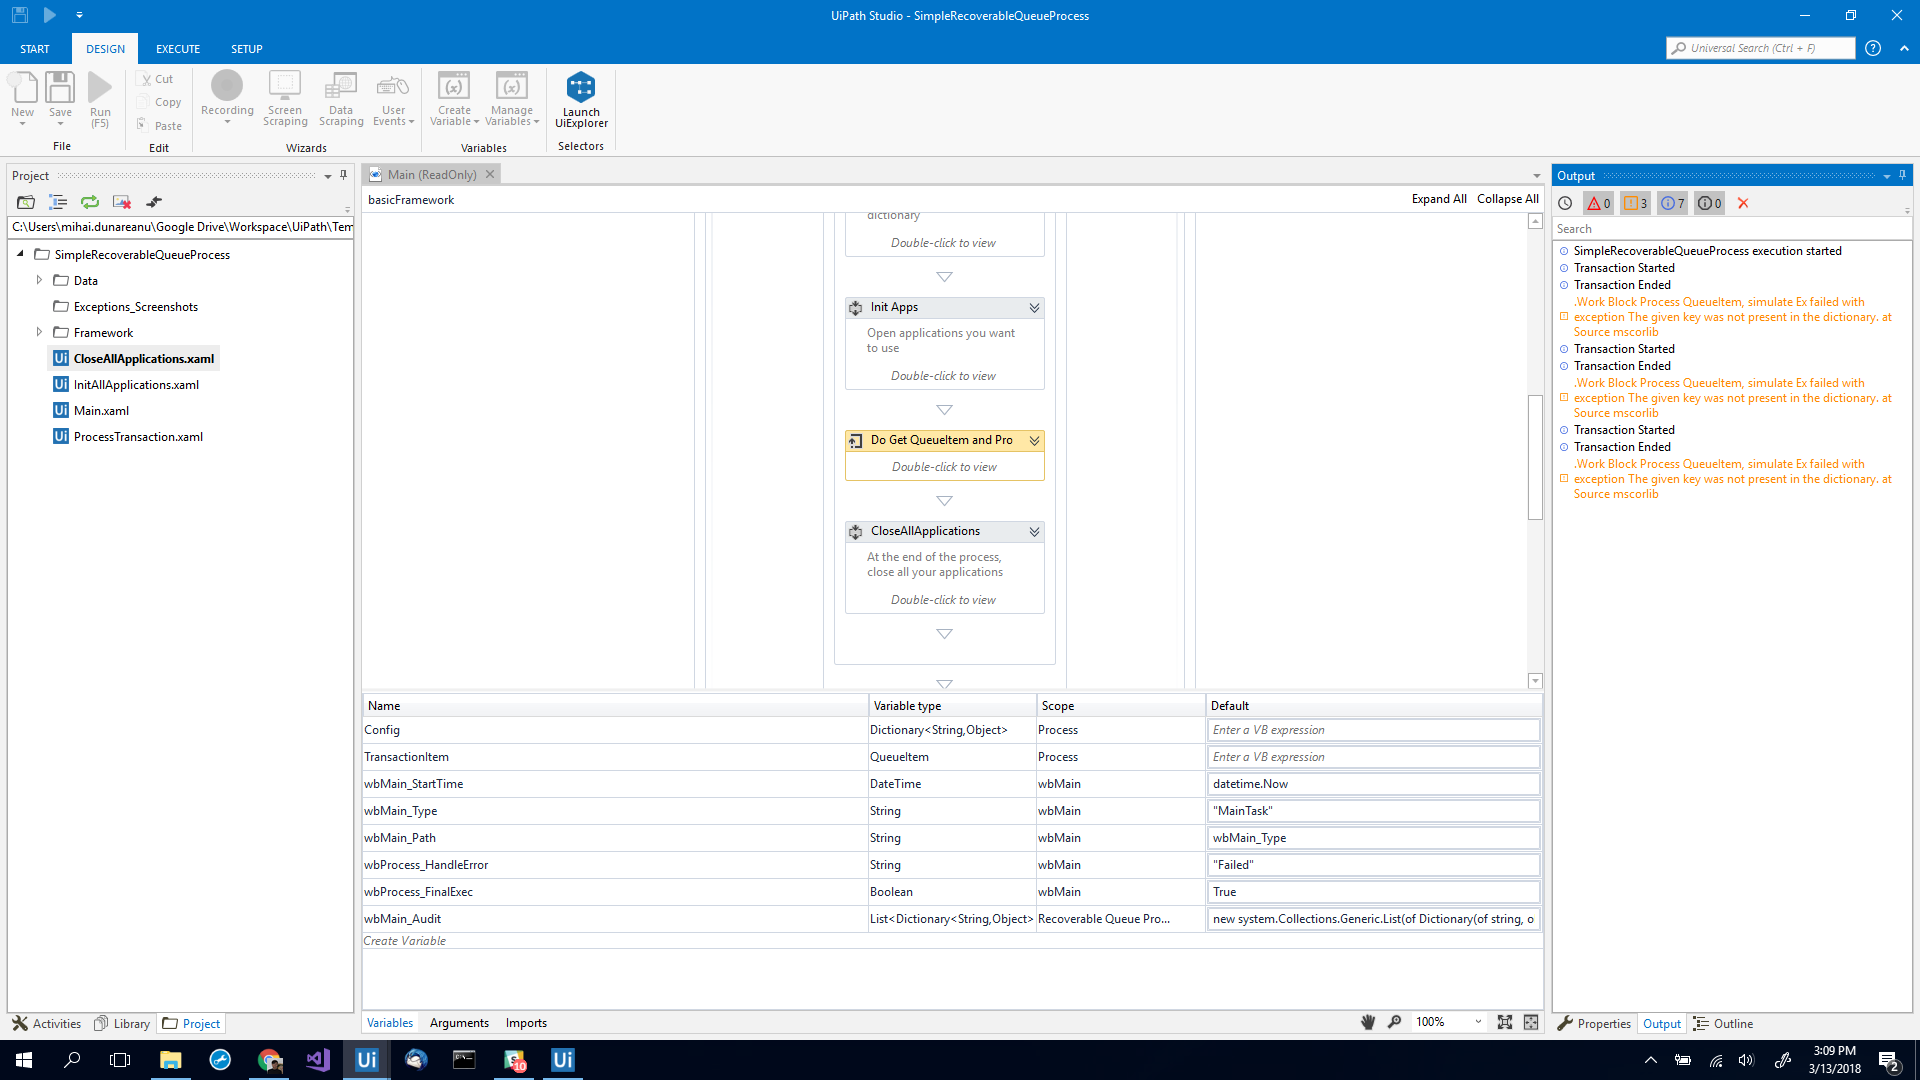 UiPath Studio - SimpleRecoverableQueueProcess
START DESIGN EXECUTE SETUP
Universal Search (Ctrl + F)
New
Save
Run
(F5)
File
Cut
Copy
Paste
Edit
Recording
Screen
Scraping
Data
Scraping
User
Events
Wizards
Create
Variable
Manage
Variables
Variables
Launch
UiExplorer
Selectors
Project
C:\Users\mihai.dunareanu\Google Drive\Workspace\UiPath\Tem
SimpleRecoverableQueueProcess
Data
Exceptions_Screenshots
Framework
Ui CloseAllApplications.xaml
Ui InitAllApplications.xaml
Ui Main.xaml
Ui ProcessTransaction.xaml
Activities Library Project
Main (ReadOnly)
basicFramework
Expand All Collapse All
dictionary
Double-click to view
Init Apps
Open applications you want
to use
Double-click to view
Do Get QueueItem and Pro
Double-click to view
CloseAllApplications
At the end of the process,
close all your applications
Double-click to view
Name Variable type Scope Default
Config Dictionary<String,Object> Process Enter a VB expression
TransactionItem QueueItem Process Enter a VB expression
wbMain_StartTime DateTime wbMain datetime.Now
wbMain_Type String wbMain "MainTask"
wbMain_Path String wbMain wbMain_Type
wbProcess_HandleError String wbMain "Failed"
wbProcess_FinalExec Boolean wbMain True
wbMain_Audit List<Dictionary<String,Object> Recoverable Queue Pro... new system.Collections.Generic.List(of Dictionary(of string, o
Create Variable
Variables Arguments Imports
100%
Output
0 3 7 0
Search
SimpleRecoverableQueueProcess execution started
Transaction Started
Transaction Ended
.Work Block Process QueueItem, simulate Ex failed with
exception The given key was not present in the dictionary. at
Source mscorlib
Transaction Started
Transaction Ended
.Work Block Process QueueItem, simulate Ex failed with
exception The given key was not present in the dictionary. at
Source mscorlib
Transaction Started
Transaction Ended
.Work Block Process QueueItem, simulate Ex failed with
exception The given key was not present in the dictionary. at
Source mscorlib
Properties Output Outline
Ui
10
Ui
3:09 PM
3/13/2018
2